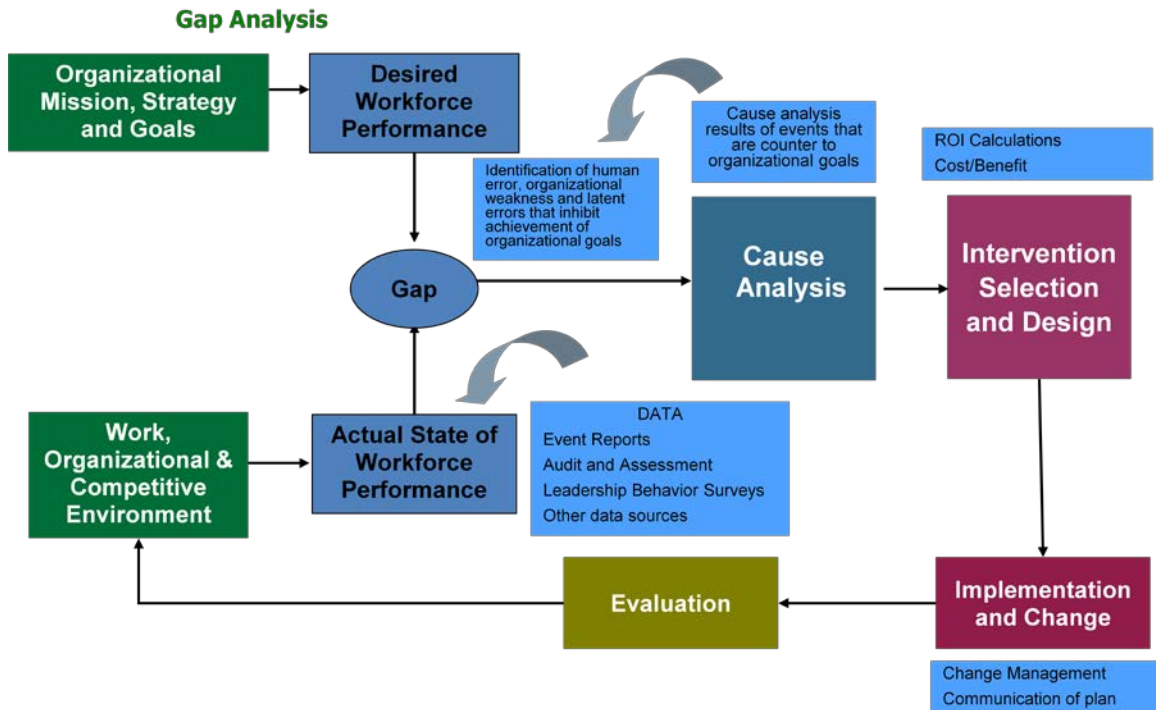 Gap Analysis
Organizational
Mission, Strategy
and Goals
Desired
Workforce
Performance
Cause analysis
results of events that
are counter to
organizational goals
ROI Calculations
Cost/Benefit
Identification of human
error, organizational
weakness and latent
errors that inhibit
achievement of
organizational goals
Gap
Cause
Analysis
Intervention
Selection
and Design
Work,
Organizational &
Competitive
Environment
Actual State of
Workforce
Performance
DATA
Event Reports
Audit and Assessment
Leadership Behavior Surveys
Other data sources
Evaluation
Implementation
and Change
Change Management
Communication of plan